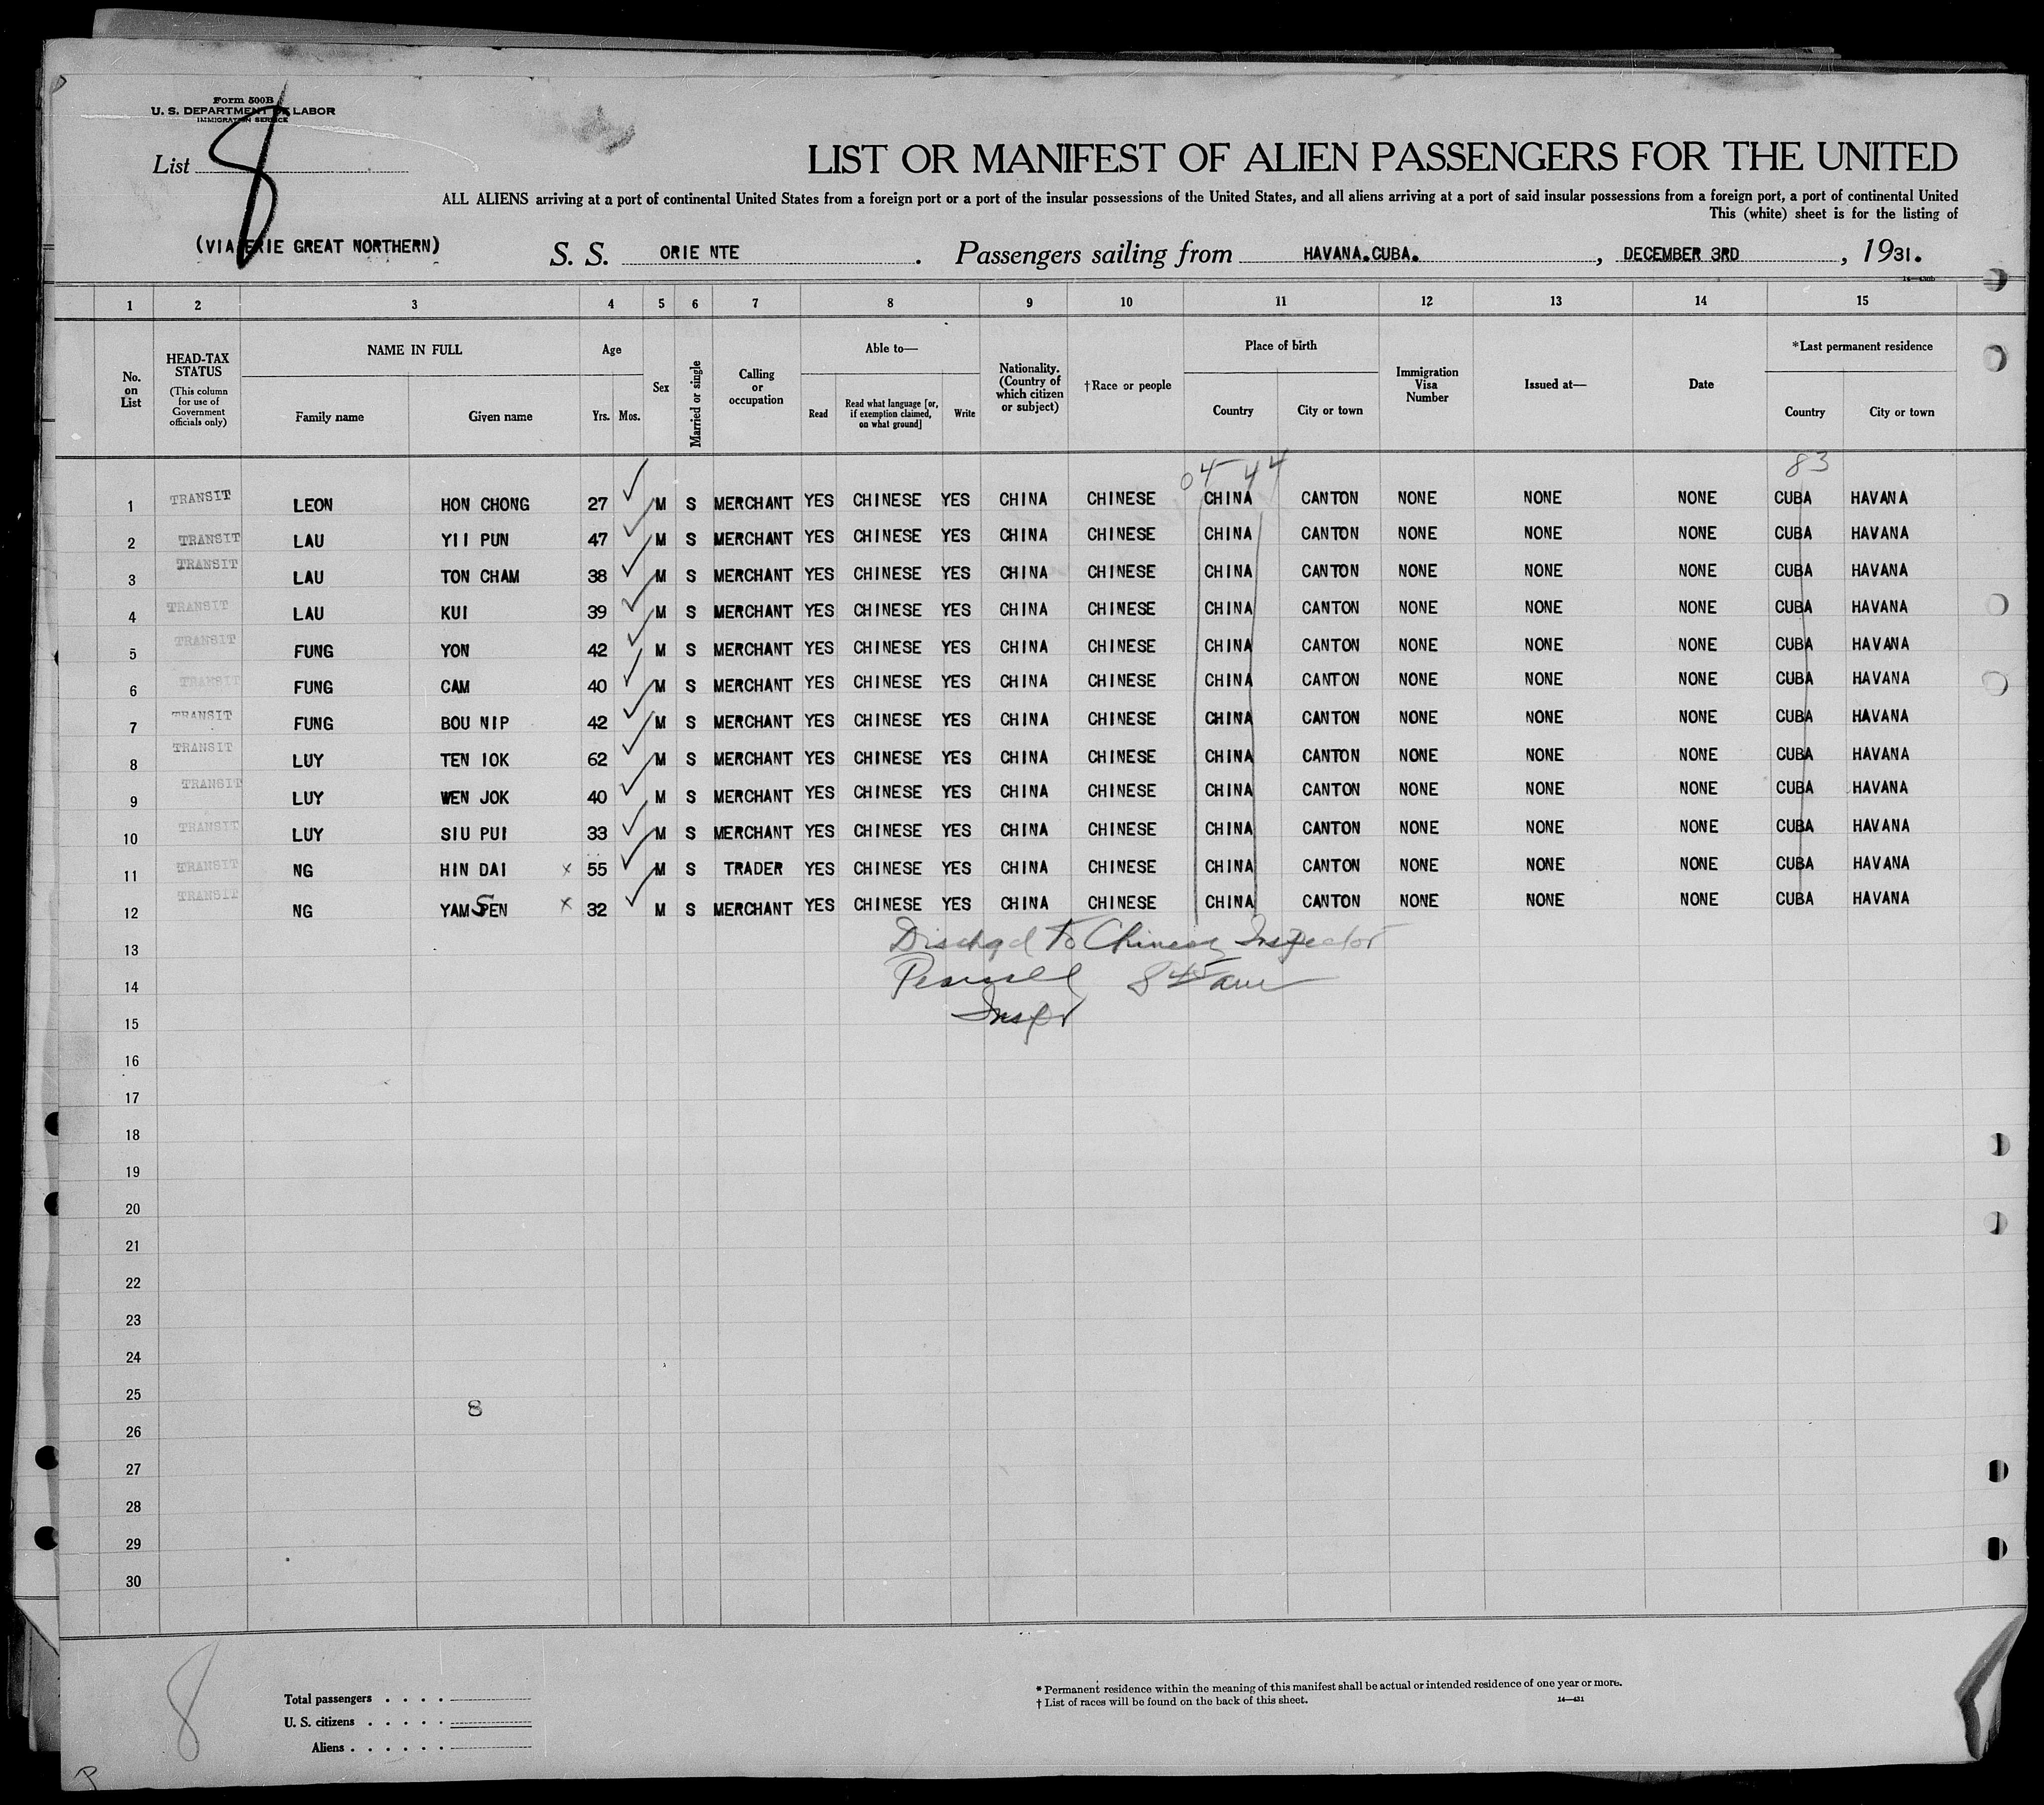 Form 500B
U. S. DEPARTMENT OF LABOR
IMMIGRATION SERVICE
List 8
LIST OR MANIFEST OF ALIEN PASSENGERS FOR THE UNITED
ALL ALIENS arriving at a port of continental United States from a foreign port or a port of the insular possessions of the United States, and all aliens arriving at a port of said insular possessions from a foreign port, a port of continental United
This (white) sheet is for the listing of
(VIA ERIE GREAT NORTHERN) S. S. ORIE NTE . Passengers sailing from HAVANA.CUBA. , DECEMBER 3RD , 1931.
1 2 3 4 5 6 7 8 9 10 11 12 13 14 15
No. on List HEAD-TAX STATUS (This column for use of Government officials only) NAME IN FULL Family name Given name Age Yrs. Mos. Sex Married or single Calling or occupation Able to— Read Read what language [or, if exemption claimed, on what ground] Write Nationality. (Country of which citizen or subject) †Race or people Place of birth Country City or town Immigration Visa Number Issued at— Date *Last permanent residence Country City or town
04 44 83
1 TRANSIT LEON HON CHONG 27 M S MERCHANT YES CHINESE YES CHINA CHINESE CHINA CANTON NONE NONE NONE CUBA HAVANA
2 TRANSIT LAU YII PUN 47 M S MERCHANT YES CHINESE YES CHINA CHINESE CHINA CANTON NONE NONE NONE CUBA HAVANA
3 TRANSIT LAU TON CHAM 38 M S MERCHANT YES CHINESE YES CHINA CHINESE CHINA CANTON NONE NONE NONE CUBA HAVANA
4 TRANSIT LAU KUI 39 M S MERCHANT YES CHINESE YES CHINA CHINESE CHINA CANTON NONE NONE NONE CUBA HAVANA
5 TRANSIT FUNG YON 42 M S MERCHANT YES CHINESE YES CHINA CHINESE CHINA CANTON NONE NONE NONE CUBA HAVANA
6 TRANSIT FUNG CAM 40 M S MERCHANT YES CHINESE YES CHINA CHINESE CHINA CANTON NONE NONE NONE CUBA HAVANA
7 TRANSIT FUNG BOU NIP 42 M S MERCHANT YES CHINESE YES CHINA CHINESE CHINA CANTON NONE NONE NONE CUBA HAVANA
8 TRANSIT LUY TEN IOK 62 M S MERCHANT YES CHINESE YES CHINA CHINESE CHINA CANTON NONE NONE NONE CUBA HAVANA
9 TRANSIT LUY WEN JOK 40 M S MERCHANT YES CHINESE YES CHINA CHINESE CHINA CANTON NONE NONE NONE CUBA HAVANA
10 TRANSIT LUY SIU PUI 33 M S MERCHANT YES CHINESE YES CHINA CHINESE CHINA CANTON NONE NONE NONE CUBA HAVANA
11 TRANSIT NG HIN DAI x 55 M S TRADER YES CHINESE YES CHINA CHINESE CHINA CANTON NONE NONE NONE CUBA HAVANA
12 TRANSIT NG YAM SEN x 32 M S MERCHANT YES CHINESE YES CHINA CHINESE CHINA CANTON NONE NONE NONE CUBA HAVANA
13 Dischgd to Chinese Inspector
14 8 45 am
15 Inspr
16
17
18
19
20
21
22
23
24
25
8
26
27
28
29
30
8
Total passengers . . . .
U. S. citizens . . . . .
Aliens . . . . . .
* Permanent residence within the meaning of this manifest shall be actual or intended residence of one year or more.
† List of races will be found on the back of this sheet. 14—431